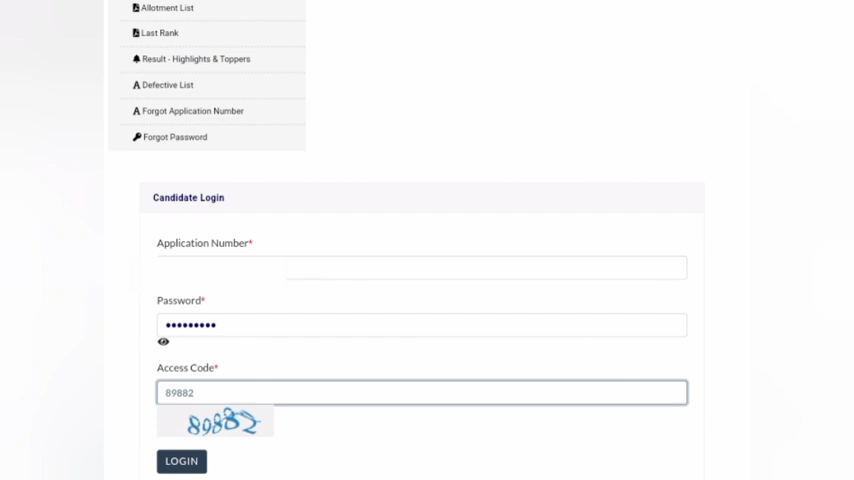 Allotment List
Last Rank
Result - Highlights & Toppers
Defective List
Forgot Application Number
Forgot Password
Candidate Login
Application Number*
Password*
•••••••••
Access Code*
89882
89882
LOGIN